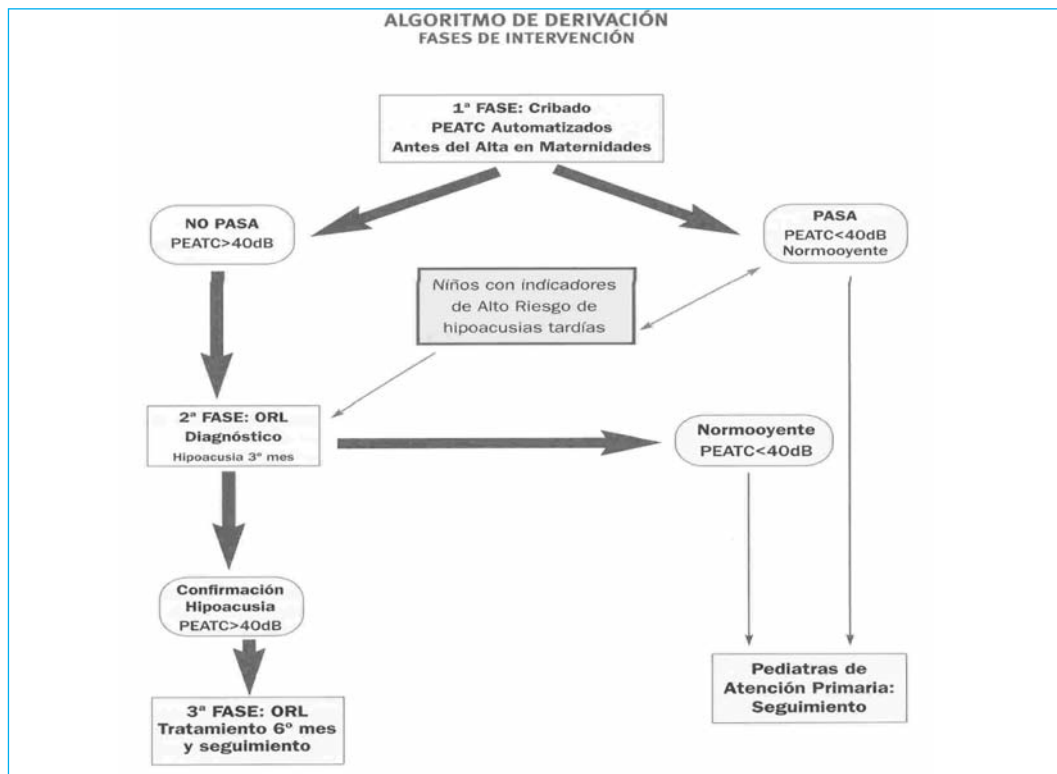 ALGORITMO DE DERIVACIÓN
FASES DE INTERVENCIÓN
1ª FASE: Cribado
PEATC Automatizados
Antes del Alta en Maternidades
NO PASA
PEATC>40dB
PASA
PEATC<40dB
Normooyente
Niños con indicadores
de Alto Riesgo de
hipoacusias tardías
2ª FASE: ORL
Diagnóstico
Hipoacusia 3º mes
Normooyente
PEATC<40dB
Confirmación
Hipoacusia
PEATC>40dB
Pediatras de
Atención Primaria:
Seguimiento
3ª FASE: ORL
Tratamiento 6º mes
y seguimiento